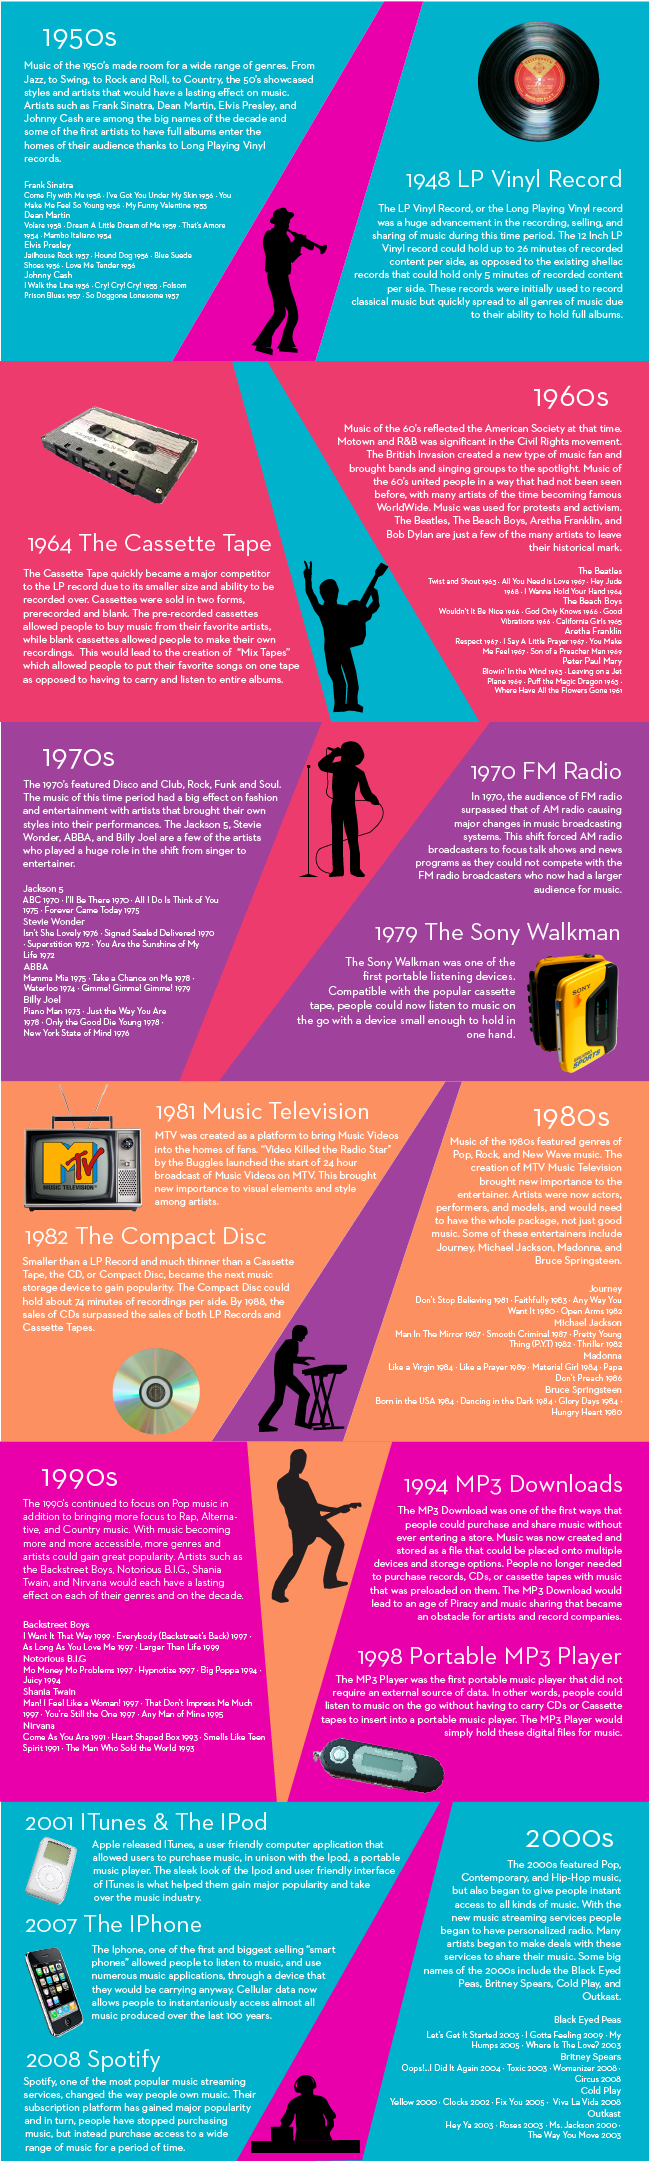 1950s
Music of the 1950's made room for a wide range of genres. From
Jazz, to Swing, to Rock and Roll, to Country, the 50's showcased
styles and artists that would have a lasting effect on music.
Artists such as Frank Sinatra, Dean Martin, Elvis Presley, and
Johnny Cash are among the big names of the decade and
some of the first artists to have full albums enter the
homes of their audience thanks to Long Playing Vinyl
records.
Frank Sinatra
Come Fly with Me 1958 · I've Got You Under My Skin 1956 · You
Make Me Feel So Young 1956 · My Funny Valentine 1953
Dean Martin
Volare 1958 · Dream A Little Dream of Me 1959 · That's Amore
1954 · Mambo Italiano 1954
Elvis Presley
Jailhouse Rock 1957 · Hound Dog 1956 · Blue Suede
Shoes 1956 · Love Me Tender 1956
Johnny Cash
I Walk the Line 1956 · Cry! Cry! Cry! 1955 · Folsom
Prison Blues 1957 · So Doggone Lonesome 1957
1948 LP Vinyl Record
The LP Vinyl Record, or the Long Playing Vinyl record
was a huge advancement in the recording, selling, and
sharing of music during this time period. The 12 Inch LP
Vinyl record could hold up to 26 minutes of recorded
content per side, as opposed to the existing shellac
records that could hold only 5 minutes of recorded content
per side. These records were initially used to record
classical music but quickly spread to all genres of music due
to their ability to hold full albums.
1964 The Cassette Tape
The Cassette Tape quickly became a major competitor
to the LP record due to its smaller size and ability to be
recorded over. Cassettes were sold in two forms,
prerecorded and blank. The pre-recorded cassettes
allowed people to buy music from their favorite artists,
while blank cassettes allowed people to make their own
recordings. This would lead to the creation of "Mix Tapes"
which allowed people to put their favorite songs on one tape
as opposed to having to carry and listen to entire albums.
1960s
Music of the 60's reflected the American Society at that time.
Motown and R&B was significant in the Civil Rights movement.
The British Invasion created a new type of music fan and
brought bands and singing groups to the spotlight. Music of
the 60's united people in a way that had not been seen
before, with many artists of the time becoming famous
WorldWide. Music was used for protests and activism.
The Beatles, The Beach Boys, Aretha Franklin, and
Bob Dylan are just a few of the many artists to leave
their historical mark.
The Beatles
Twist and Shout 1963 · All You Need is Love 1967 · Hey Jude
1968 · I Wanna Hold Your Hand 1964
The Beach Boys
Wouldn't It Be Nice 1966 · God Only Knows 1966 · Good
Vibrations 1966 · California Girls 1965
Aretha Franklin
Respect 1967 · I Say A Little Prayer 1967 · You Make
Me Feel 1967 · Son of a Preacher Man 1969
Peter Paul Mary
Blowin' In the Wind 1963 · Leaving on a Jet
Plane 1969 · Puff the Magic Dragon 1963 ·
Where Have All the Flowers Gone 1961
1970s
The 1970's featured Disco and Club, Rock, Funk and Soul.
The music of this time period had a big effect on fashion
and entertainment with artists that brought their own
styles into their performances. The Jackson 5, Stevie
Wonder, ABBA, and Billy Joel are a few of the artists
who played a huge role in the shift from singer to
entertainer.
Jackson 5
ABC 1970 · I'll Be There 1970 · All I Do Is Think of You
1975 · Forever Came Today 1975
Stevie Wonder
Isn't She Lovely 1976 · Signed Sealed Delivered 1970
· Superstition 1972 · You Are the Sunshine of My
Life 1972
ABBA
Mamma Mia 1975 · Take a Chance on Me 1978 ·
Waterloo 1974 · Gimme! Gimme! Gimme! 1979
Billy Joel
Piano Man 1973 · Just the Way You Are
1978 · Only the Good Die Young 1978 ·
New York State of Mind 1976
1970 FM Radio
In 1970, the audience of FM radio
surpassed that of AM radio causing
major changes in music broadcasting
systems. This shift forced AM radio
broadcasters to focus talk shows and news
programs as they could not compete with the
FM radio broadcasters who now had a larger
audience for music.
1979 The Sony Walkman
The Sony Walkman was one of the
first portable listening devices.
Compatible with the popular cassette
tape, people could now listen to music on
the go with a device small enough to hold in
one hand.
SONY
SPORTS
1981 Music Television
MTV was created as a platform to bring Music Videos
into the homes of fans. "Video Killed the Radio Star"
by the Buggles launched the start of 24 hour
broadcast of Music Videos on MTV. This brought
new importance to visual elements and style
among artists.
MTV
MUSIC TELEVISION
1982 The Compact Disc
Smaller than a LP Record and much thinner than a Cassette
Tape, the CD, or Compact Disc, became the next music
storage device to gain popularity. The Compact Disc could
hold about 74 minutes of recordings per side. By 1988, the
sales of CDs surpassed the sales of both LP Records and
Cassette Tapes.
1980s
Music of the 1980s featured genres of
Pop, Rock, and New Wave music. The
creation of MTV Music Television
brought new importance to the
entertainer. Artists were now actors,
performers, and models, and would need
to have the whole package, not just good
music. Some of these entertainers include
Journey, Michael Jackson, Madonna, and
Bruce Springsteen.
Journey
Don't Stop Believing 1981 · Faithfully 1983 · Any Way You
Want It 1980 · Open Arms 1982
Michael Jackson
Man In The Mirror 1987 · Smooth Criminal 1987 · Pretty Young
Thing (P.Y.T) 1982 · Thriller 1982
Madonna
Like a Virgin 1984 · Like a Prayer 1989 · Material Girl 1984 · Papa
Don't Preach 1986
Bruce Springsteen
Born in the USA 1984 · Dancing in the Dark 1984 · Glory Days 1984 ·
Hungry Heart 1980
1990s
The 1990's continued to focus on Pop music in
addition to bringing more focus to Rap, Alterna-
tive, and Country music. With music becoming
more and more accessible, more genres and
artists could gain great popularity. Artists such as
the Backstreet Boys, Notorious B.I.G., Shania
Twain, and Nirvana would each have a lasting
effect on each of their genres and on the decade.
Backstreet Boys
I Want It That Way 1999 · Everybody (Backstreet's Back) 1997 ·
As Long As You Love Me 1997 · Larger Than Life 1999
Notorious B.I.G
Mo Money Mo Problems 1997 · Hypnotize 1997 · Big Poppa 1994 ·
Juicy 1994
Shania Twain
Man! I Feel Like a Woman! 1997 · That Don't Impress Me Much
1997 · You're Still the One 1997 · Any Man of Mine 1995
Nirvana
Come As You Are 1991 · Heart Shaped Box 1993 · Smells Like Teen
Spirit 1991 · The Man Who Sold the World 1993
1994 MP3 Downloads
The MP3 Download was one of the first ways that
people could purchase and share music without
ever entering a store. Music was now created and
stored as a file that could be placed onto multiple
devices and storage options. People no longer needed
to purchase records, CDs, or cassette tapes with music
that was preloaded on them. The MP3 Download would
lead to an age of Piracy and music sharing that became
an obstacle for artists and record companies.
1998 Portable MP3 Player
The MP3 Player was the first portable music player that did not
require an external source of data. In other words, people could
listen to music on the go without having to carry CDs or Cassette
tapes to insert into a portable music player. The MP3 Player would
simply hold these digital files for music.
2001 ITunes & The IPod
Apple released ITunes, a user friendly computer application that
allowed users to purchase music, in unison with the Ipod, a portable
music player. The sleek look of the Ipod and user friendly interface
of ITunes is what helped them gain major popularity and take
over the music industry.
2007 The IPhone
The Iphone, one of the first and biggest selling "smart
phones" allowed people to listen to music, and use
numerous music applications, through a device that
they would be carrying anyway. Cellular data now
allows people to instantaniously access almost all
music produced over the last 100 years.
2008 Spotify
Spotify, one of the most popular music streaming
services, changed the way people own music. Their
subscription platform has gained major popularity
and in turn, people have stopped purchasing
music, but instead purchase access to a wide
range of music for a period of time.
2000s
The 2000s featured Pop,
Contemporary, and Hip-Hop music,
but also began to give people instant
access to all kinds of music. With the
new music streaming services people
began to have personalized radio. Many
artists began to make deals with these
services to share their music. Some big
names of the 2000s include the Black Eyed
Peas, Britney Spears, Cold Play, and
Outkast.
Black Eyed Peas
Let's Get It Started 2003 · I Gotta Feeling 2009 · My
Humps 2005 · Where Is The Love? 2003
Britney Spears
Oops!...I Did It Again 2004 · Toxic 2003 · Womanizer 2008 ·
Circus 2008
Cold Play
Yellow 2000 · Clocks 2002 · Fix You 2005 · Viva La Vida 2008
Outkast
Hey Ya 2003 · Roses 2003 · Ms. Jackson 2000 ·
The Way You Move 2003